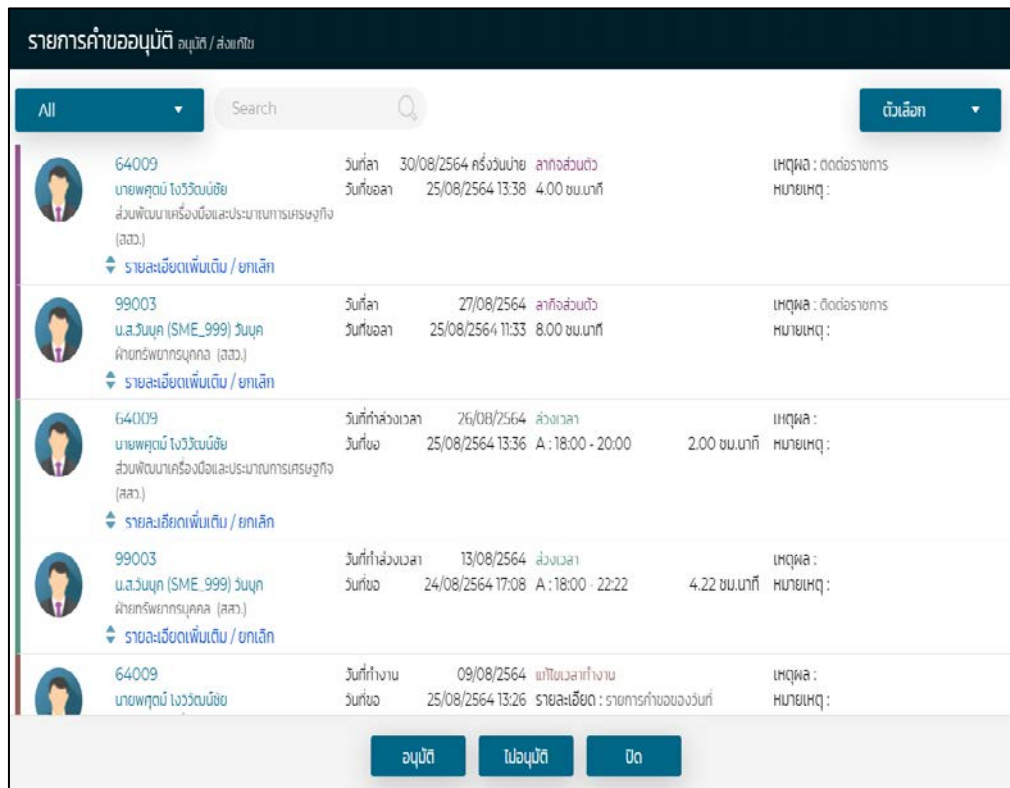 รายการคำขออนุมัติ อนุมัติ / ส่งแก้ไข
All Search ตัวเลือก
64009 วันที่ลา 30/08/2564 ครึ่งวันบ่าย ลากิจส่วนตัว เหตุผล : ติดต่อราชการ
นายพศุตม์ โงวิวัฒน์ชัย วันที่ขอลา 25/08/2564 13:38 4.00 ชม.นาที หมายเหตุ :
ส่วนพัฒนาเครื่องมือและประมาณการเศรษฐกิจ
(สสว.)
รายละเอียดเพิ่มเติม / ยกเลิก
99003 วันที่ลา 27/08/2564 ลากิจส่วนตัว เหตุผล : ติดต่อราชการ
น.ส.วันบุค (SME_999) วันบุค วันที่ขอลา 25/08/2564 11:33 8.00 ชม.นาที หมายเหตุ :
ฝ่ายทรัพยากรบุคคล (สสว.)
รายละเอียดเพิ่มเติม / ยกเลิก
64009 วันที่ทำล่วงเวลา 26/08/2564 ล่วงเวลา เหตุผล :
นายพศุตม์ โงวิวัฒน์ชัย วันที่ขอ 25/08/2564 13:36 A : 18:00 - 20:00 2.00 ชม.นาที หมายเหตุ :
ส่วนพัฒนาเครื่องมือและประมาณการเศรษฐกิจ
(สสว.)
รายละเอียดเพิ่มเติม / ยกเลิก
99003 วันที่ทำล่วงเวลา 13/08/2564 ล่วงเวลา เหตุผล :
น.ส.วันบุค (SME_999) วันบุค วันที่ขอ 24/08/2564 17:08 A : 18:00 - 22:22 4.22 ชม.นาที หมายเหตุ :
ฝ่ายทรัพยากรบุคคล (สสว.)
รายละเอียดเพิ่มเติม / ยกเลิก
64009 วันที่ทำงาน 09/08/2564 แก้ไขเวลาทำงาน เหตุผล :
นายพศุตม์ โงวิวัฒน์ชัย วันที่ขอ 25/08/2564 13:26 รายละเอียด : รายการคำขอของวันที่ หมายเหตุ :
อนุมัติ ไม่อนุมัติ ปิด